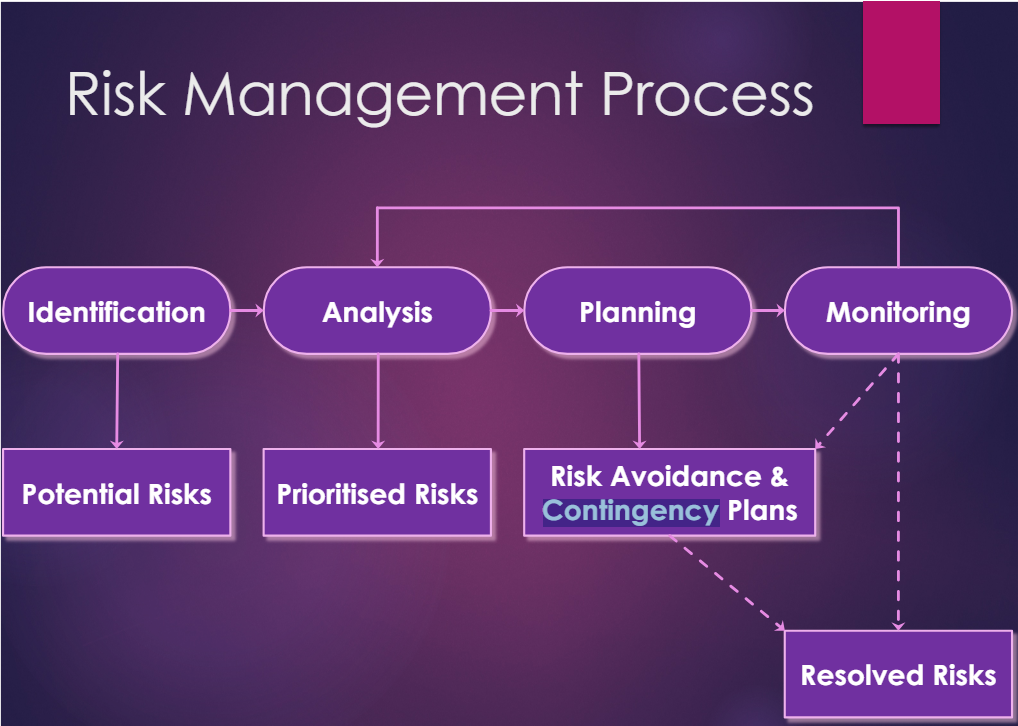 Risk Management Process
Identification
Analysis
Planning
Monitoring
Potential Risks
Prioritised Risks
Risk Avoidance &
Contingency Plans
Resolved Risks